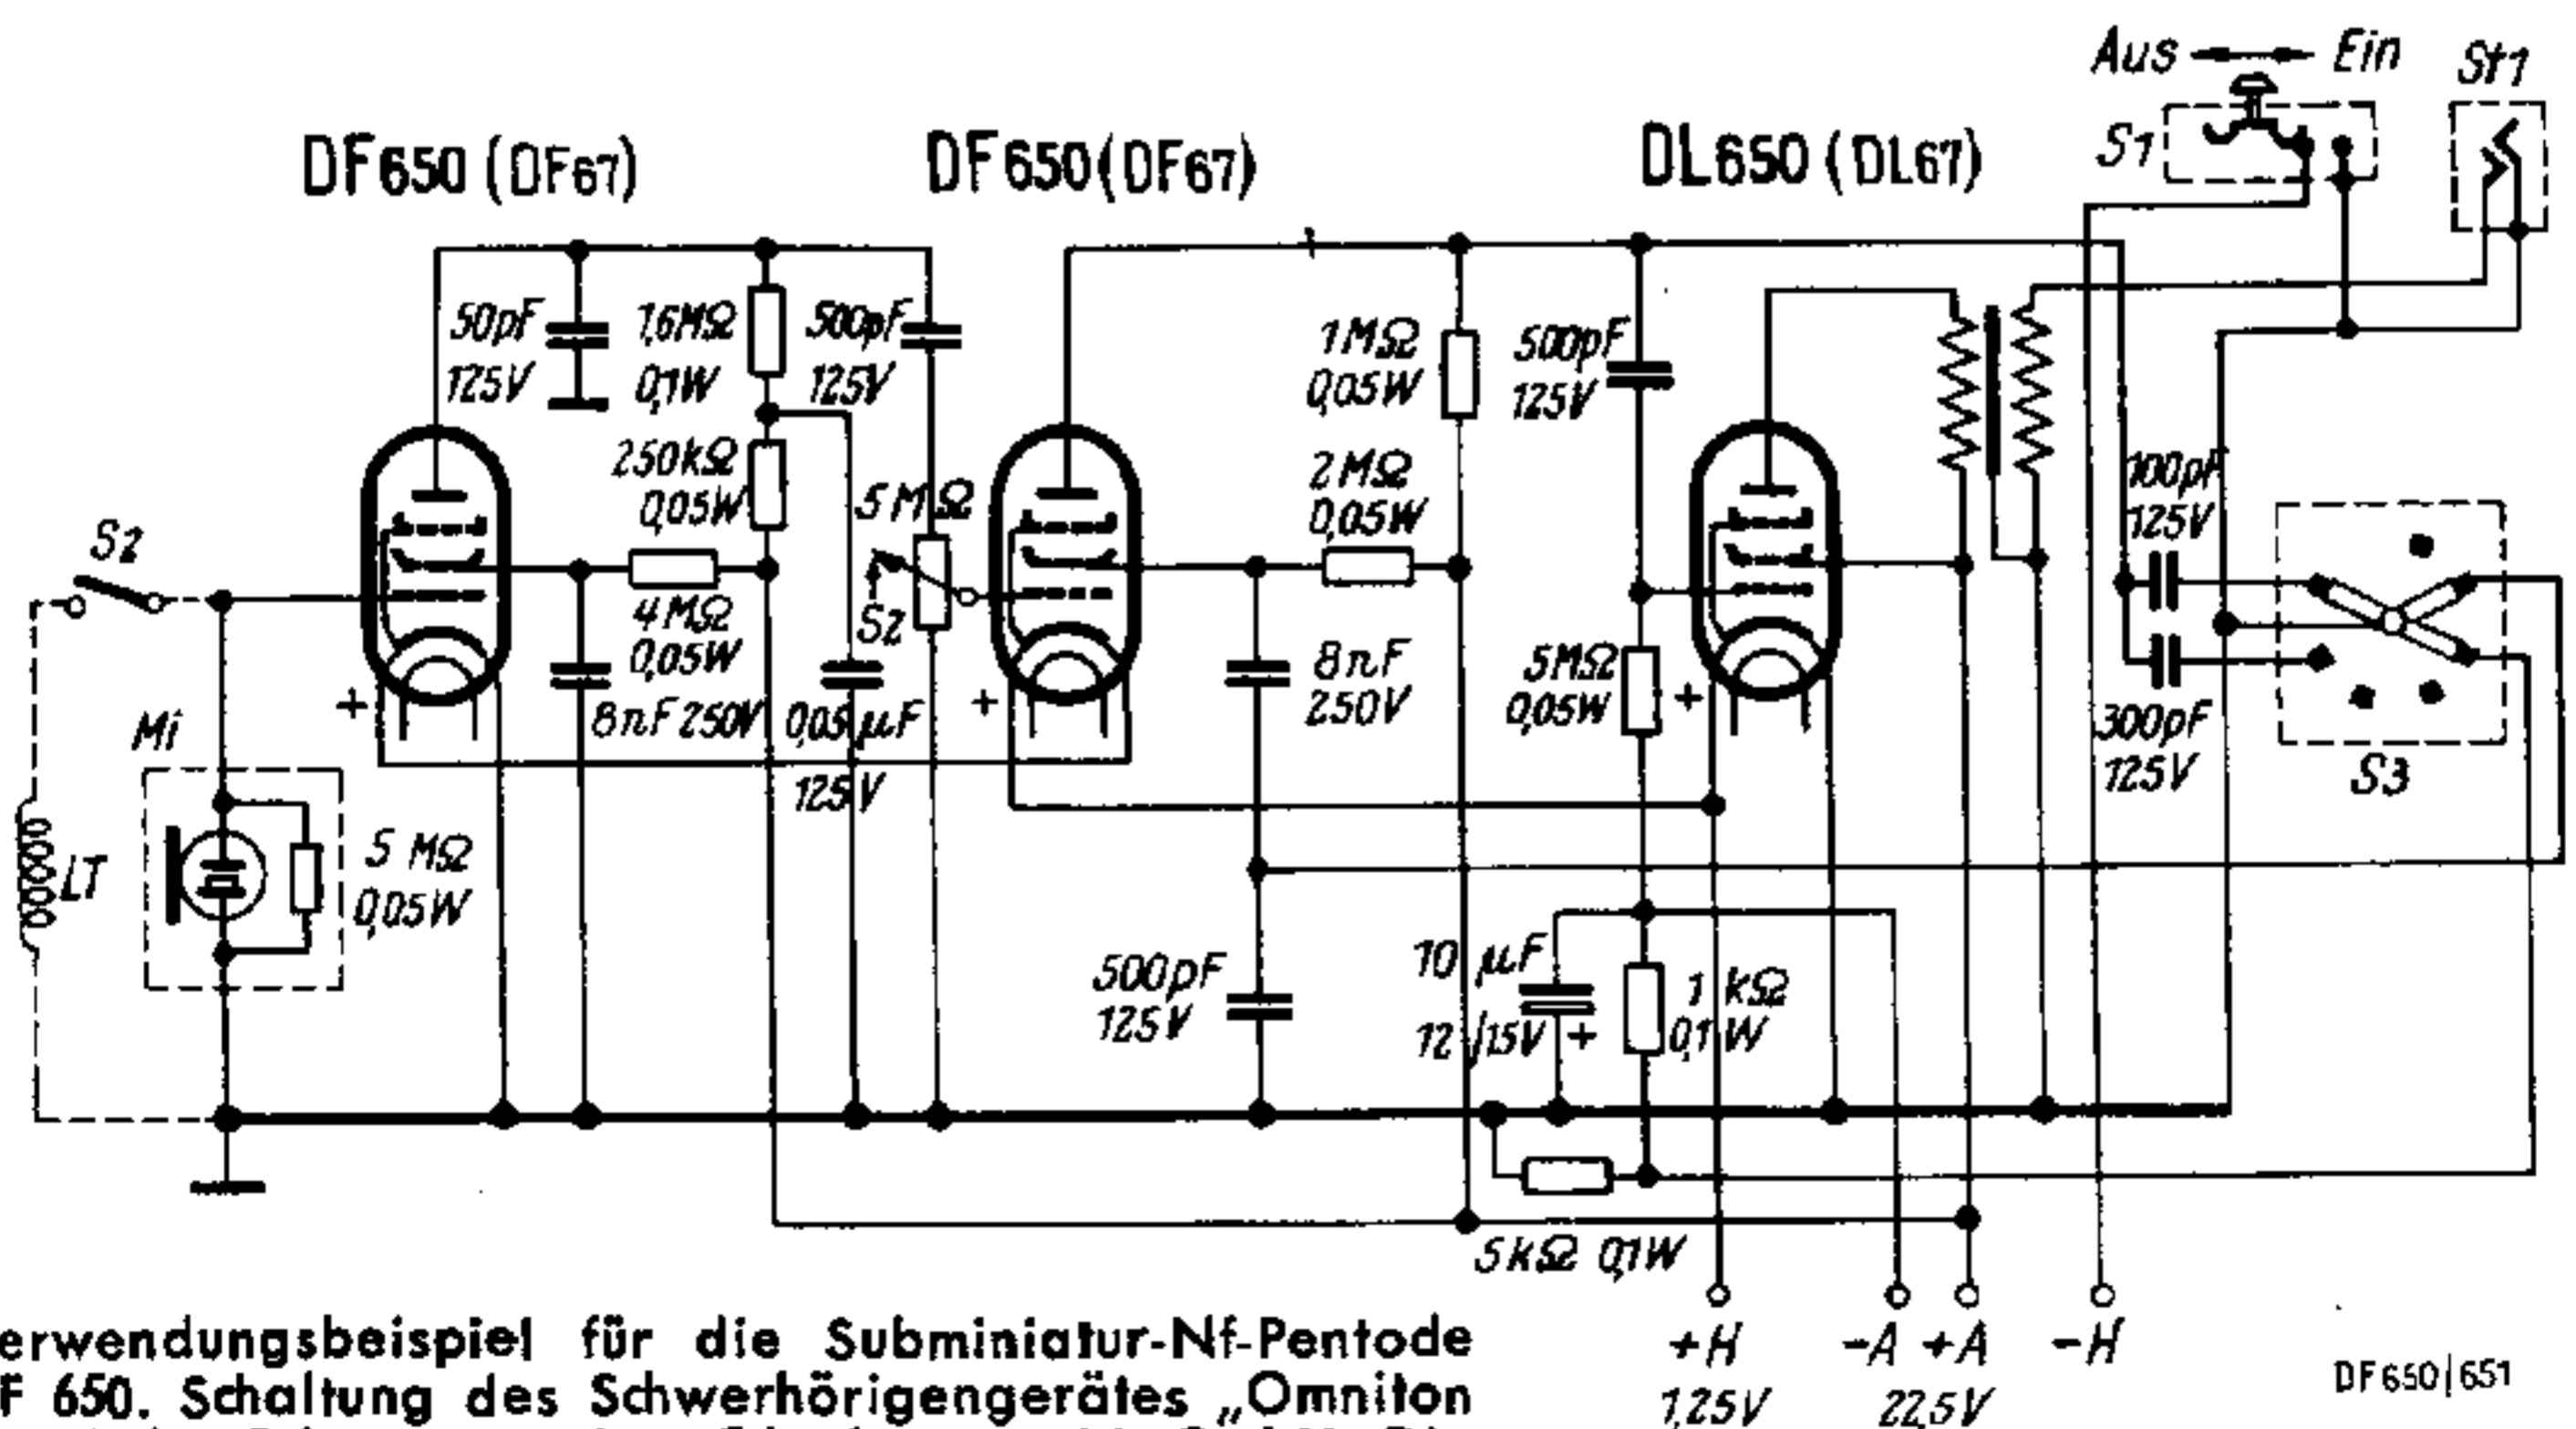 Aus Ein St1
S1
DF650 (DF67) DF650 (DF67) DL650 (DL67)
50pF
125V
1,6MΩ
0,1W
500pF
125V
250kΩ
0,05W
5MΩ
S2
1MΩ
0,05W
500pF
125V
2MΩ
0,05W
100pF
125V
S2
4MΩ
0,05W
+
8nF 250V
0,05µF
125V
+
8nF
250V
5MΩ
0,05W
+
300pF
125V
S3
Mi
LT
5 MΩ
0,05W
500pF
125V
10 µF
12/15V +
1 kΩ
0,1W
5kΩ 0,1W
+H -A +A -H
1,25V 22,5V
DF650/651
erwendungsbeispiel für die Subminiatur-Nf-Pentode
F 650. Schaltung des Schwerhörigengerätes „Omniton